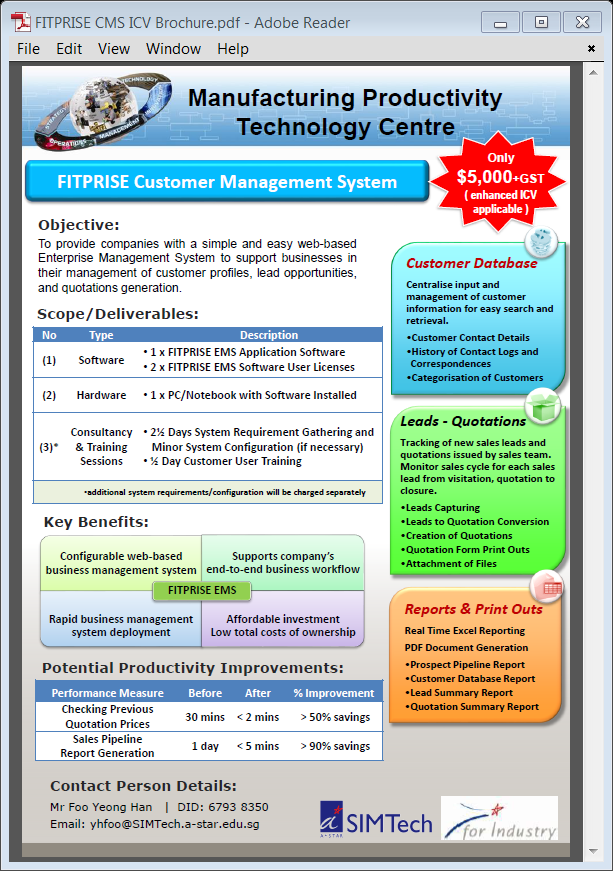 FITPRISE CMS ICV Brochure.pdf - Adobe Reader
File Edit View Window Help
STRATEGY
TECHNOLOGY
OPERATIONS
MANAGEMENT
Manufacturing Productivity
Technology Centre
FITPRISE Customer Management System
Only
$5,000+GST
( enhanced ICV
applicable )
Objective:
To provide companies with a simple and easy web-based
Enterprise Management System to support businesses in
their management of customer profiles, lead opportunities,
and quotations generation.
Scope/Deliverables:
No Type Description
(1) Software • 1 x FITPRISE EMS Application Software
• 2 x FITPRISE EMS Software User Licenses
(2) Hardware • 1 x PC/Notebook with Software Installed
(3)* Consultancy & Training Sessions • 2½ Days System Requirement Gathering and
Minor System Configuration (if necessary)
• ½ Day Customer User Training
*additional system requirements/configuration will be charged separately
Key Benefits:
Configurable web-based
business management system
Supports company's
end-to-end business workflow
FITPRISE EMS
Rapid business management
system deployment
Affordable investment
Low total costs of ownership
Potential Productivity Improvements:
Performance Measure Before After % Improvement
Checking Previous
Quotation Prices 30 mins < 2 mins > 50% savings
Sales Pipeline
Report Generation 1 day < 5 mins > 90% savings
Customer Database
Centralise input and
management of customer
information for easy search and
retrieval.
•Customer Contact Details
•History of Contact Logs and
Correspondences
•Categorisation of Customers
Leads - Quotations
Tracking of new sales leads and
quotations issued by sales team.
Monitor sales cycle for each sales
lead from visitation, quotation to
closure.
•Leads Capturing
•Leads to Quotation Conversion
•Creation of Quotations
•Quotation Form Print Outs
•Attachment of Files
Reports & Print Outs
Real Time Excel Reporting
PDF Document Generation
•Prospect Pipeline Report
•Customer Database Report
•Lead Summary Report
•Quotation Summary Report
Contact Person Details:
Mr Foo Yeong Han | DID: 6793 8350
Email: yhfoo@SIMTech.a-star.edu.sg
A-STAR
SIMTech
for Industry